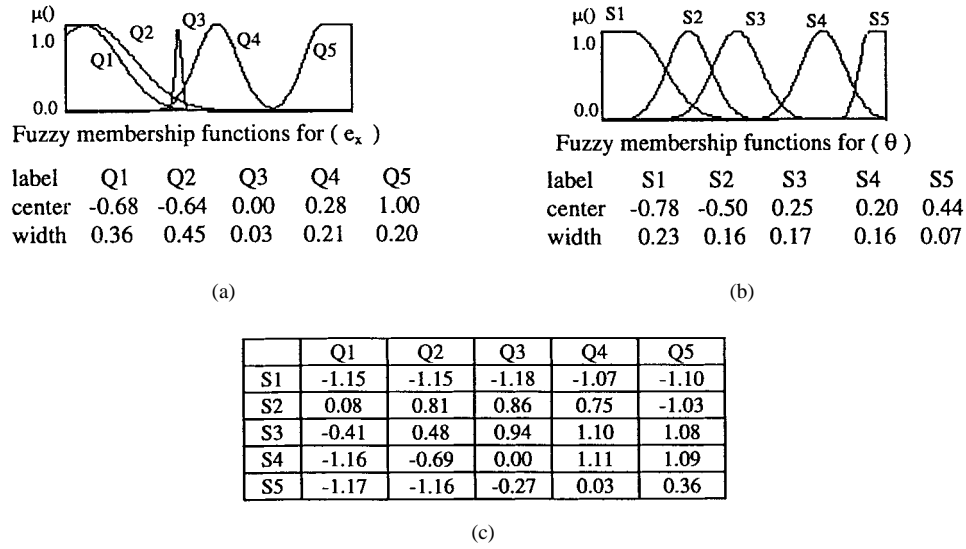 μ()
1.0
0.0
Q1
Q2
Q3
Q4
Q5
Fuzzy membership functions for ( eₓ )
label Q1 Q2 Q3 Q4 Q5
center -0.68 -0.64 0.00 0.28 1.00
width 0.36 0.45 0.03 0.21 0.20
(a)
μ()
1.0
0.0
S1 S2 S3 S4 S5
Fuzzy membership functions for ( θ )
label S1 S2 S3 S4 S5
center -0.78 -0.50 0.25 0.20 0.44
width 0.23 0.16 0.17 0.16 0.07
(b)
Q1 Q2 Q3 Q4 Q5
S1 -1.15 -1.15 -1.18 -1.07 -1.10
S2 0.08 0.81 0.86 0.75 -1.03
S3 -0.41 0.48 0.94 1.10 1.08
S4 -1.16 -0.69 0.00 1.11 1.09
S5 -1.17 -1.16 -0.27 0.03 0.36
(c)